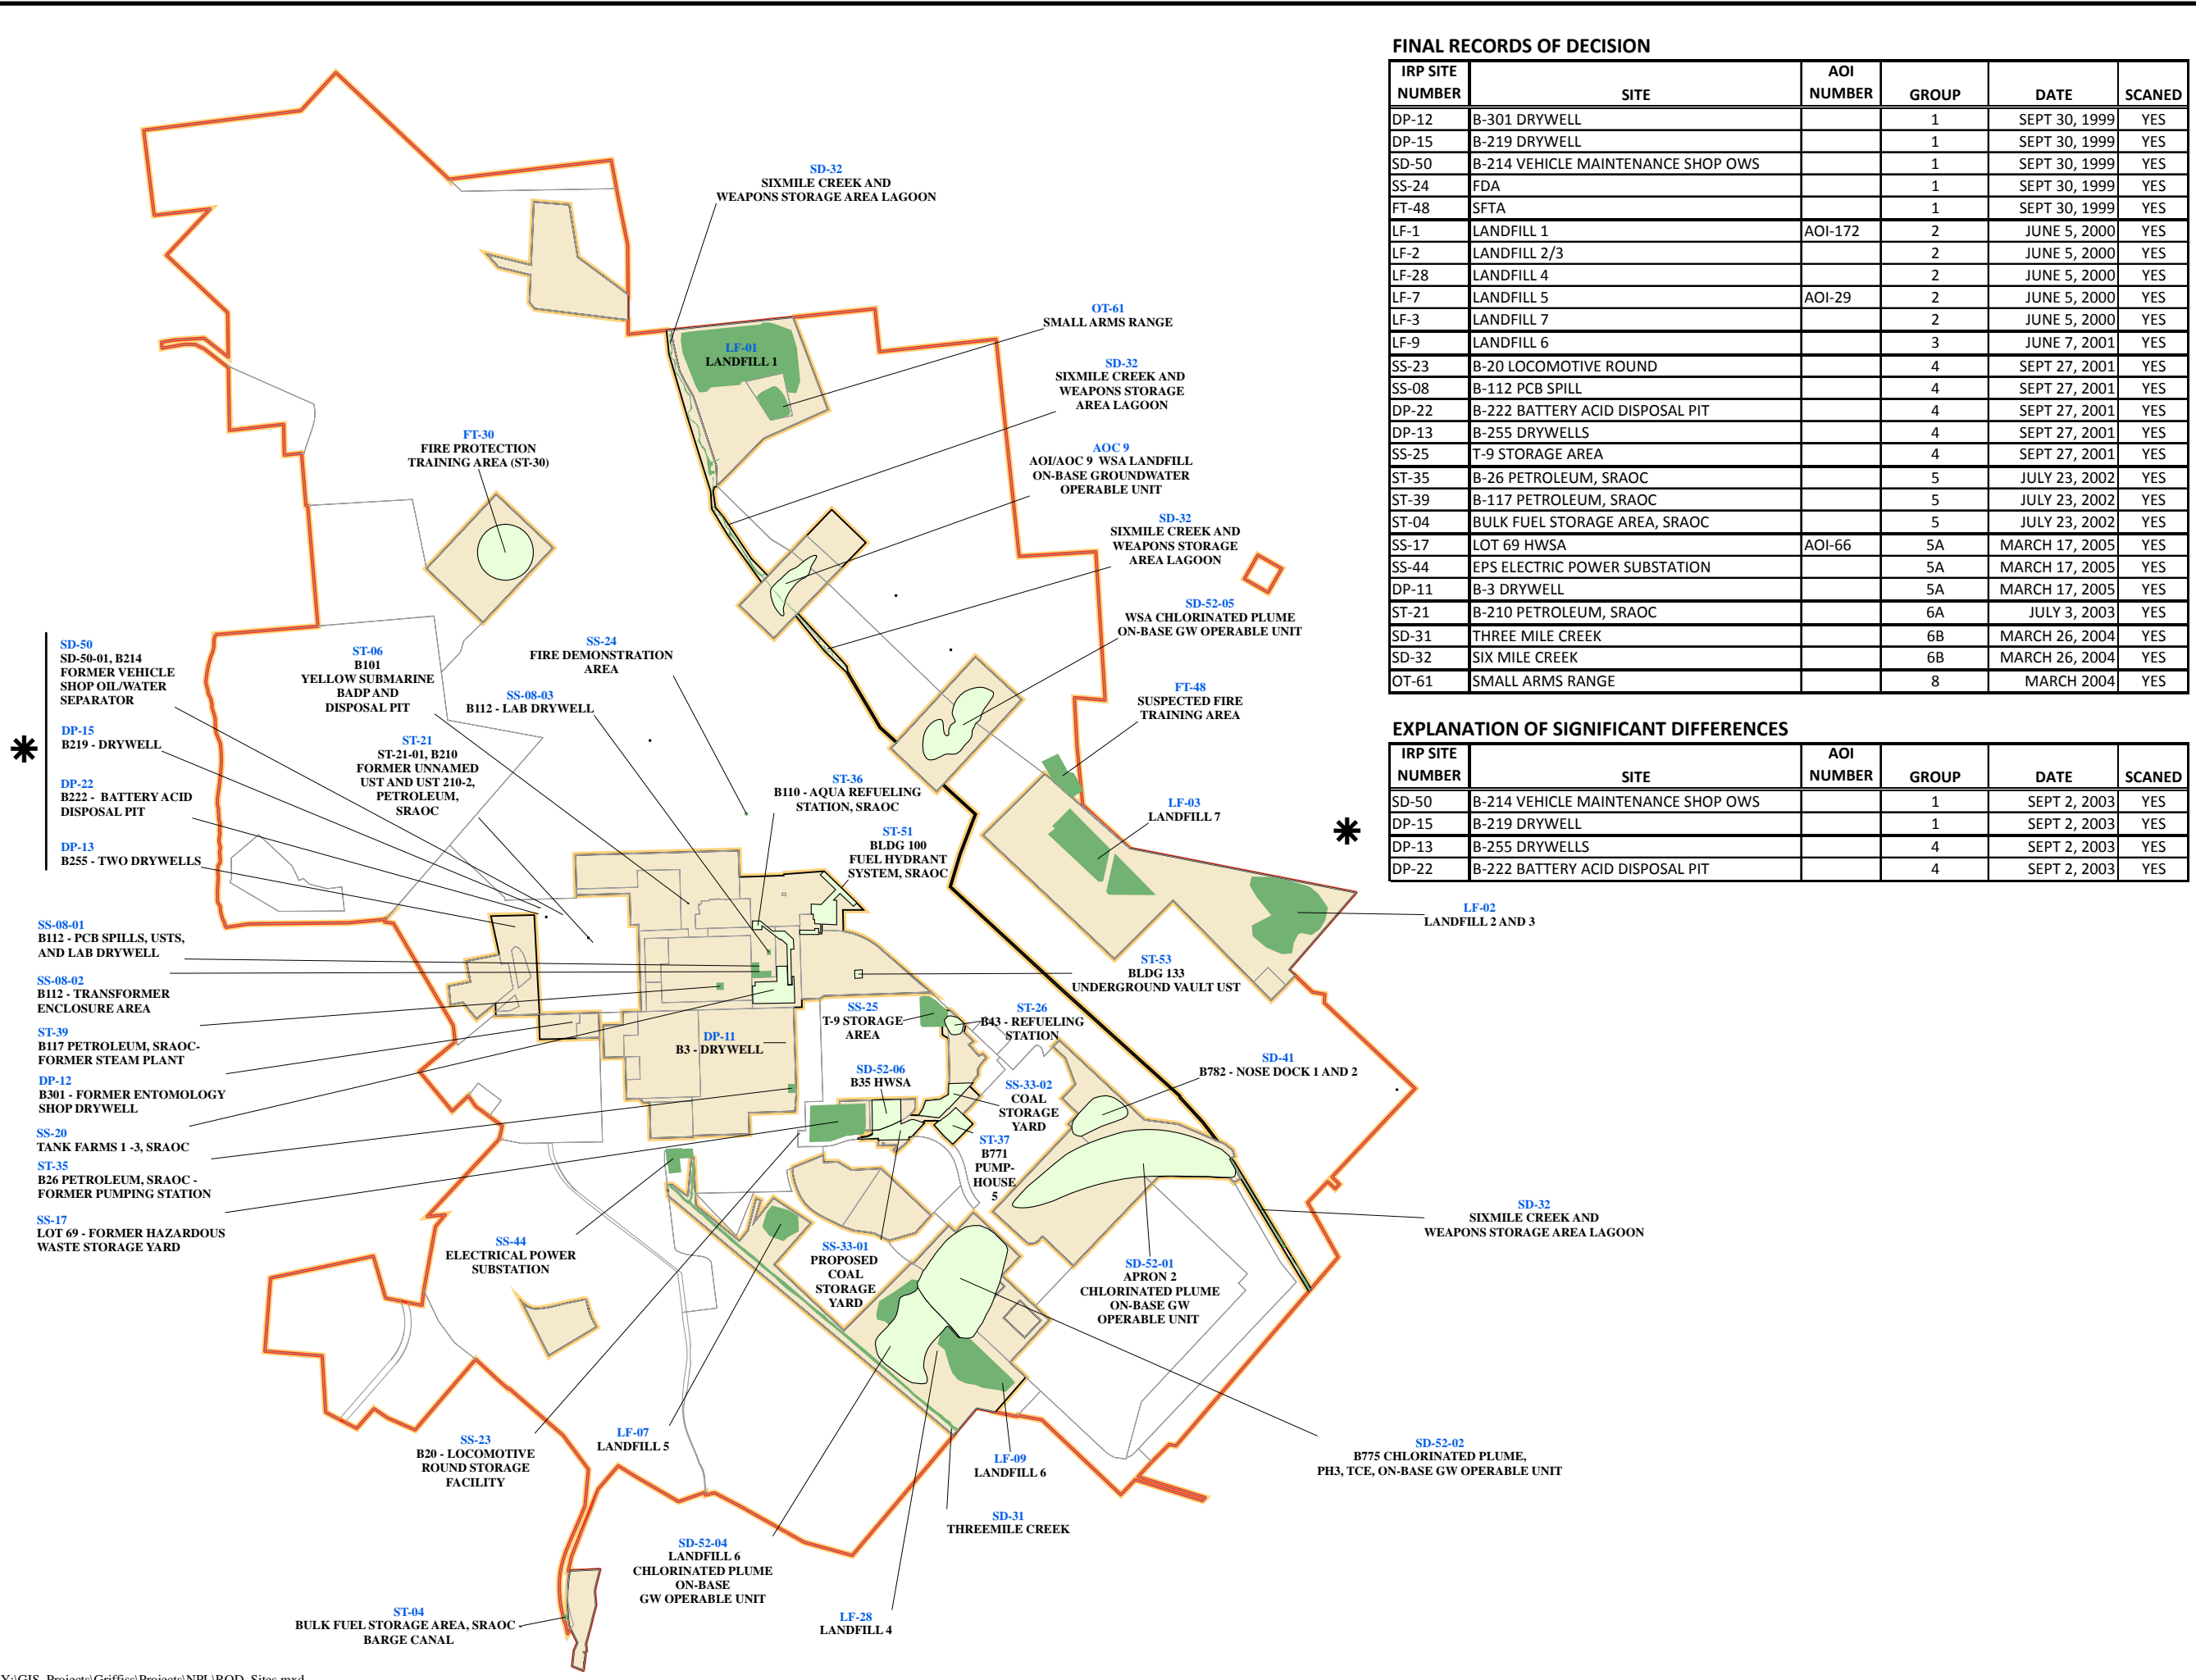 FINAL RECORDS OF DECISION
IRP SITE NUMBER SITE AOI NUMBER GROUP DATE SCANED
DP-12 B-301 DRYWELL 1 SEPT 30, 1999 YES
DP-15 B-219 DRYWELL 1 SEPT 30, 1999 YES
SD-50 B-214 VEHICLE MAINTENANCE SHOP OWS 1 SEPT 30, 1999 YES
SS-24 FDA 1 SEPT 30, 1999 YES
FT-48 SFTA 1 SEPT 30, 1999 YES
LF-1 LANDFILL 1 AOI-172 2 JUNE 5, 2000 YES
LF-2 LANDFILL 2/3 2 JUNE 5, 2000 YES
LF-28 LANDFILL 4 2 JUNE 5, 2000 YES
LF-7 LANDFILL 5 AOI-29 2 JUNE 5, 2000 YES
LF-3 LANDFILL 7 2 JUNE 5, 2000 YES
LF-9 LANDFILL 6 3 JUNE 7, 2001 YES
SS-23 B-20 LOCOMOTIVE ROUND 4 SEPT 27, 2001 YES
SS-08 B-112 PCB SPILL 4 SEPT 27, 2001 YES
DP-22 B-222 BATTERY ACID DISPOSAL PIT 4 SEPT 27, 2001 YES
DP-13 B-255 DRYWELLS 4 SEPT 27, 2001 YES
SS-25 T-9 STORAGE AREA 4 SEPT 27, 2001 YES
ST-35 B-26 PETROLEUM, SRAOC 5 JULY 23, 2002 YES
ST-39 B-117 PETROLEUM, SRAOC 5 JULY 23, 2002 YES
ST-04 BULK FUEL STORAGE AREA, SRAOC 5 JULY 23, 2002 YES
SS-17 LOT 69 HWSA AOI-66 5A MARCH 17, 2005 YES
SS-44 EPS ELECTRIC POWER SUBSTATION 5A MARCH 17, 2005 YES
DP-11 B-3 DRYWELL 5A MARCH 17, 2005 YES
ST-21 B-210 PETROLEUM, SRAOC 6A JULY 3, 2003 YES
SD-31 THREE MILE CREEK 6B MARCH 26, 2004 YES
SD-32 SIX MILE CREEK 6B MARCH 26, 2004 YES
OT-61 SMALL ARMS RANGE 8 MARCH 2004 YES
EXPLANATION OF SIGNIFICANT DIFFERENCES
IRP SITE NUMBER SITE AOI NUMBER GROUP DATE SCANED
SD-50 B-214 VEHICLE MAINTENANCE SHOP OWS 1 SEPT 2, 2003 YES
DP-15 B-219 DRYWELL 1 SEPT 2, 2003 YES
DP-13 B-255 DRYWELLS 4 SEPT 2, 2003 YES
DP-22 B-222 BATTERY ACID DISPOSAL PIT 4 SEPT 2, 2003 YES
SD-32
SIXMILE CREEK AND
WEAPONS STORAGE AREA LAGOON
OT-61
SMALL ARMS RANGE
LF-01
LANDFILL 1
SD-32
SIXMILE CREEK AND
WEAPONS STORAGE
AREA LAGOON
FT-30
FIRE PROTECTION
TRAINING AREA (ST-30)
AOC 9
AOI/AOC 9 WSA LANDFILL
ON-BASE GROUNDWATER
OPERABLE UNIT
SD-32
SIXMILE CREEK AND
WEAPONS STORAGE
AREA LAGOON
SD-52-05
WSA CHLORINATED PLUME
ON-BASE GW OPERABLE UNIT
SD-50
SD-50-01, B214
FORMER VEHICLE
SHOP OIL/WATER
SEPARATOR
DP-15
B219 - DRYWELL
DP-22
B222 - BATTERY ACID
DISPOSAL PIT
DP-13
B255 - TWO DRYWELLS
ST-06
B101
YELLOW SUBMARINE
BADP AND
DISPOSAL PIT
SS-24
FIRE DEMONSTRATION
AREA
SS-08-03
B112 - LAB DRYWELL
ST-21
ST-21-01, B210
FORMER UNNAMED
UST AND UST 210-2,
PETROLEUM,
SRAOC
FT-48
SUSPECTED FIRE
TRAINING AREA
ST-36
B110 - AQUA REFUELING
STATION, SRAOC
LF-03
LANDFILL 7
ST-51
BLDG 100
FUEL HYDRANT
SYSTEM, SRAOC
LF-02
LANDFILL 2 AND 3
SS-08-01
B112 - PCB SPILLS, USTS,
AND LAB DRYWELL
SS-08-02
B112 - TRANSFORMER
ENCLOSURE AREA
ST-39
B117 PETROLEUM, SRAOC-
FORMER STEAM PLANT
DP-12
B301 - FORMER ENTOMOLOGY
SHOP DRYWELL
SS-20
TANK FARMS 1 -3, SRAOC
ST-35
B26 PETROLEUM, SRAOC -
FORMER PUMPING STATION
SS-17
LOT 69 - FORMER HAZARDOUS
WASTE STORAGE YARD
ST-53
BLDG 133
UNDERGROUND VAULT UST
SS-25
T-9 STORAGE
AREA
ST-26
B43 - REFUELING
STATION
DP-11
B3 - DRYWELL
SD-52-06
B35 HWSA
SD-41
B782 - NOSE DOCK 1 AND 2
SS-33-02
COAL
STORAGE
YARD
ST-37
B771
PUMP-
HOUSE
5
SD-32
SIXMILE CREEK AND
WEAPONS STORAGE AREA LAGOON
SS-44
ELECTRICAL POWER
SUBSTATION
SS-33-01
PROPOSED
COAL
STORAGE
YARD
SD-52-01
APRON 2
CHLORINATED PLUME
ON-BASE GW
OPERABLE UNIT
SS-23
B20 - LOCOMOTIVE
ROUND STORAGE
FACILITY
LF-07
LANDFILL 5
LF-09
LANDFILL 6
SD-52-02
B775 CHLORINATED PLUME,
PH3, TCE, ON-BASE GW OPERABLE UNIT
SD-31
THREEMILE CREEK
SD-52-04
LANDFILL 6
CHLORINATED PLUME
ON-BASE
GW OPERABLE UNIT
ST-04
BULK FUEL STORAGE AREA, SRAOC -
BARGE CANAL
LF-28
LANDFILL 4
Y:\GIS_Projects\Griffiss\Projects\NPL\ROD_Sites.mxd